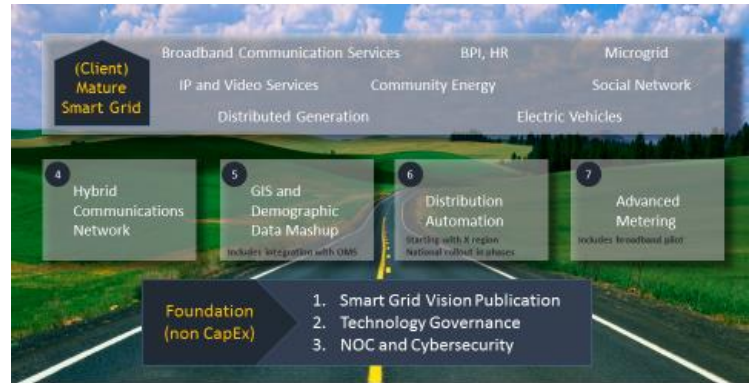 (Client)
Mature
Smart Grid
Broadband Communication Services
BPI, HR
Microgrid
IP and Video Services
Community Energy
Social Network
Distributed Generation
Electric Vehicles
4
Hybrid
Communications
Network
5
GIS and
Demographic
Data Mashup
Includes integration with OMS
6
Distribution
Automation
Starting with X region
National rollout in phases
7
Advanced
Metering
Includes broadband pilot
Foundation
(non CapEx)
1. Smart Grid Vision Publication
2. Technology Governance
3. NOC and Cybersecurity